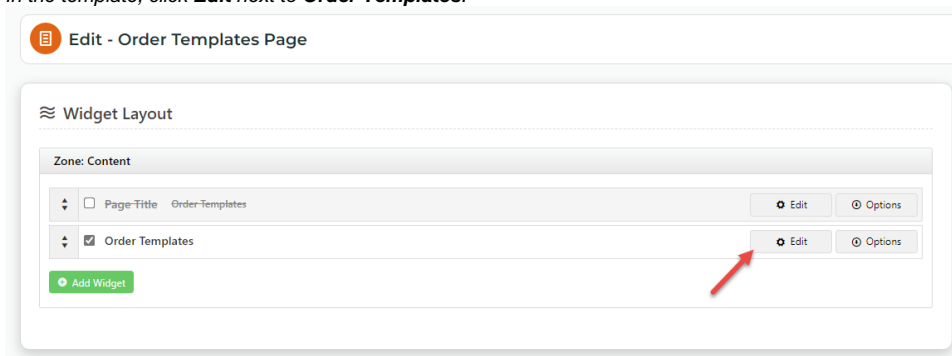 In the template, click Edit next to Order Templates.
Edit - Order Templates Page
Widget Layout
Zone: Content
Page Title Order Templates Edit Options
Order Templates Edit Options
Add Widget